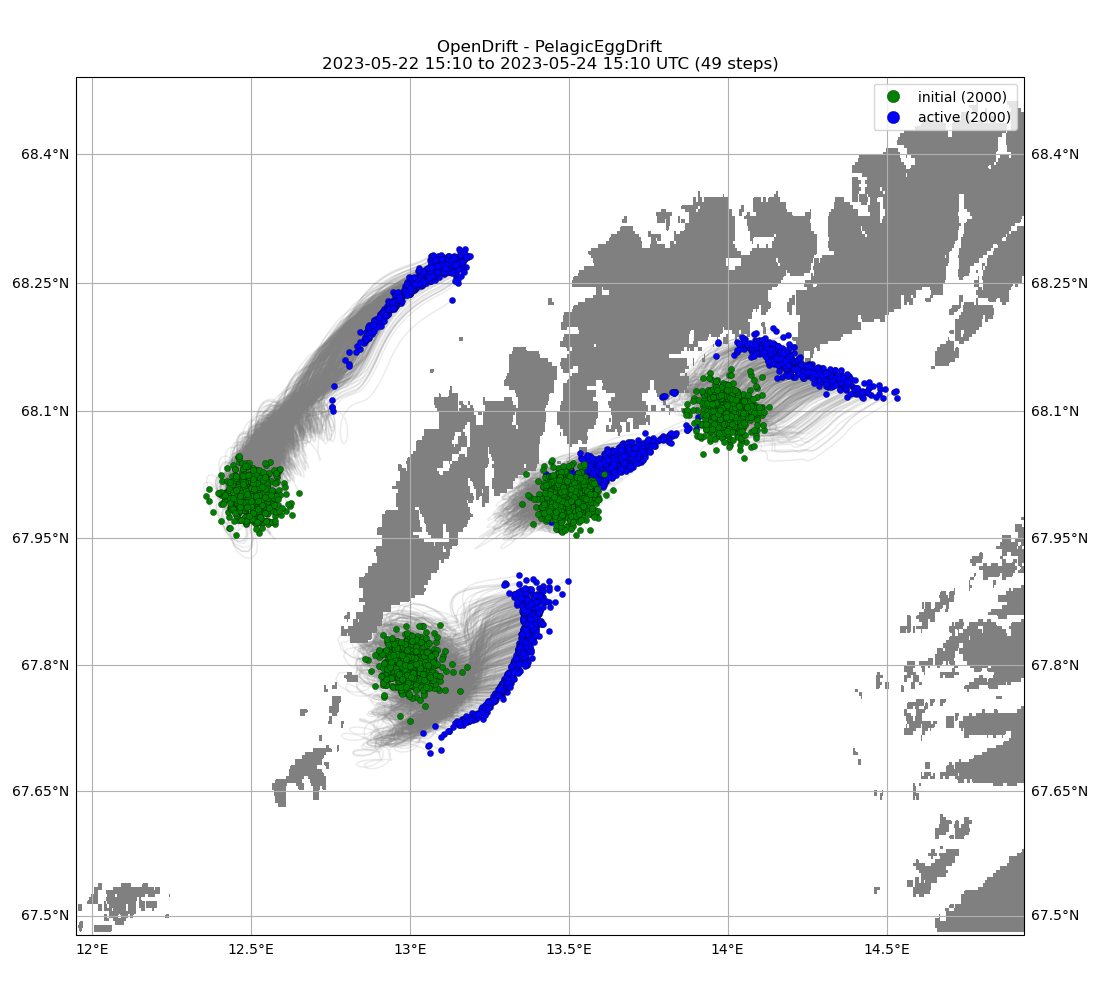 OpenDrift - PelagicEggDrift
2023-05-22 15:10 to 2023-05-24 15:10 UTC (49 steps)
initial (2000)
active (2000)
68.4°N
68.4°N
68.25°N
68.25°N
68.1°N
68.1°N
67.95°N
67.95°N
67.8°N
67.8°N
67.65°N
67.65°N
67.5°N
67.5°N
12°E
12.5°E
13°E
13.5°E
14°E
14.5°E